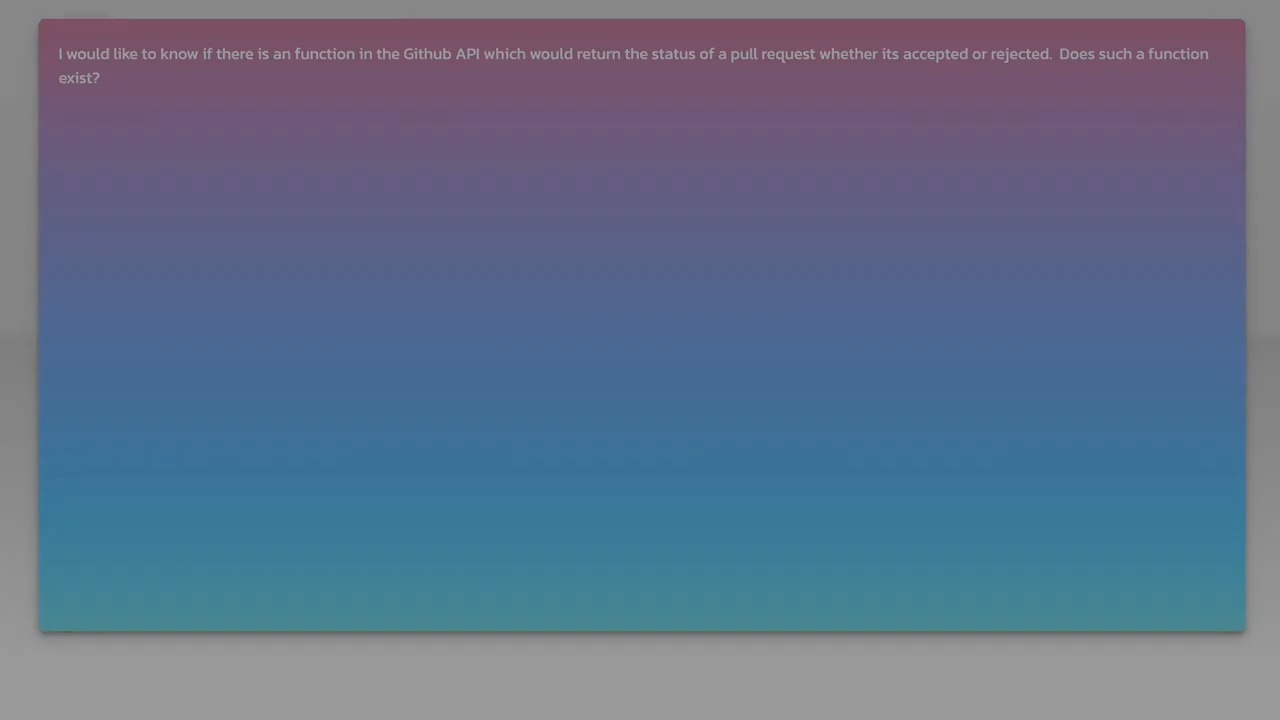 I would like to know if there is an function in the Github API which would return the status of a pull request whether its accepted or rejected.  Does such a function
exist?